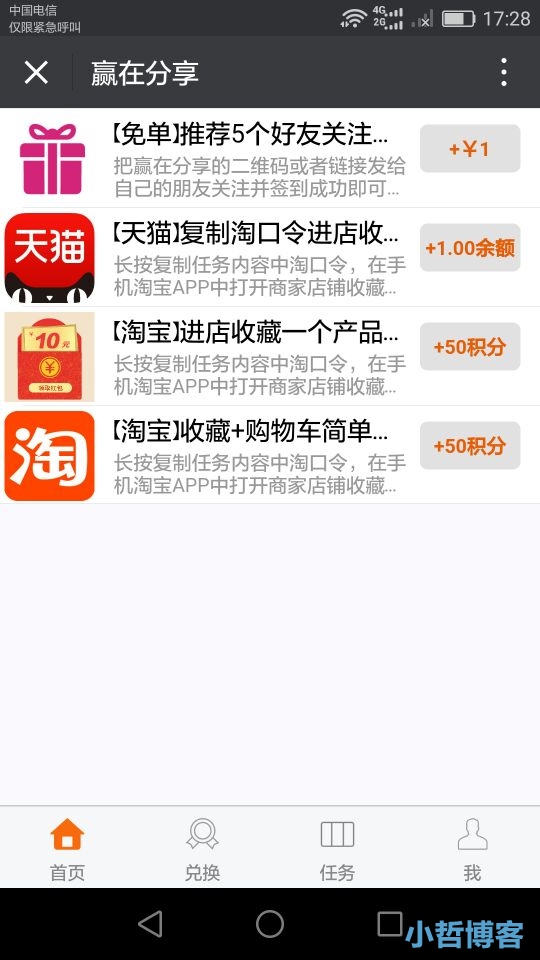 中国电信
仅限紧急呼叫
4G
2G
17:28
赢在分享
【免单】推荐5个好友关注...
把赢在分享的二维码或者链接发给
自己的朋友关注并签到成功即可...
+￥1
天猫
【天猫】复制淘口令进店收...
长按复制任务内容中淘口令，在手
机淘宝APP中打开商家店铺收藏...
+1.00余额
10元
领取红包
【淘宝】进店收藏一个产品...
长按复制任务内容中淘口令，在手
机淘宝APP中打开商家店铺收藏...
+50积分
淘
【淘宝】收藏+购物车简单...
长按复制任务内容中淘口令，在手
机淘宝APP中打开商家店铺收藏...
+50积分
首页
兑换
任务
我
小哲博客